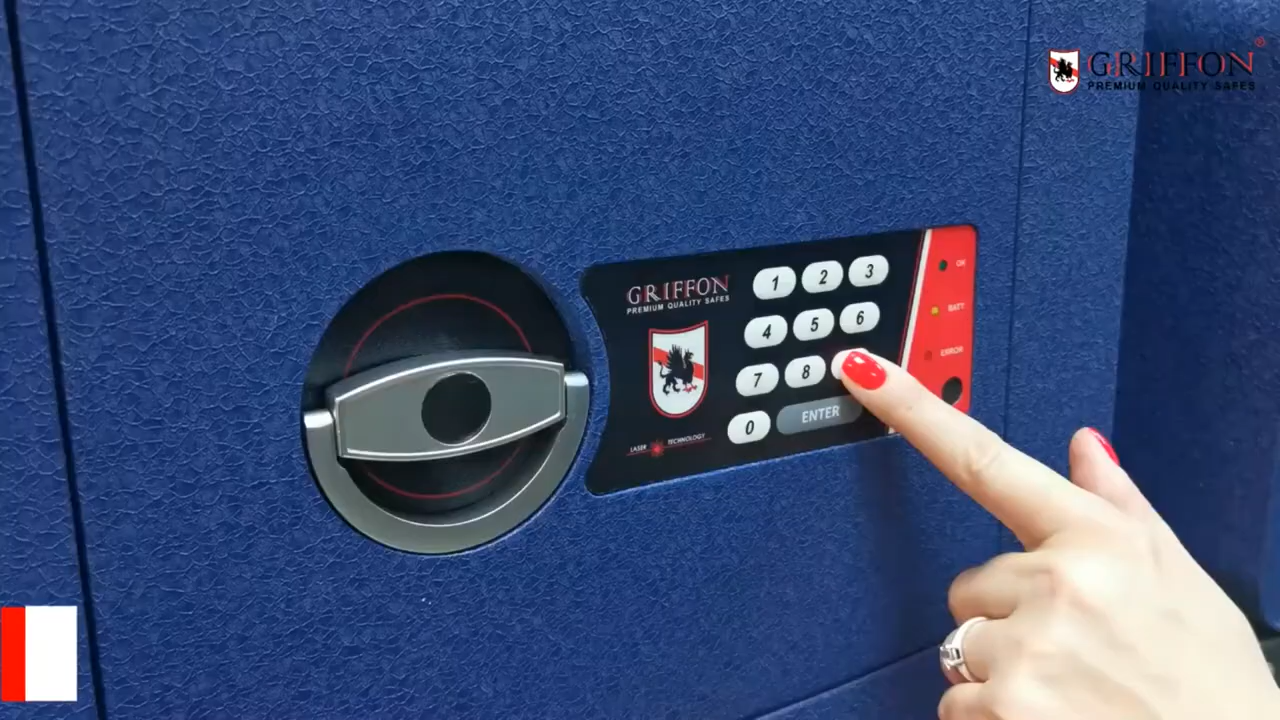 GRIFFON®
PREMIUM QUALITY SAFES
GRIFFON
PREMIUM QUALITY SAFES
1 2 3
4 5 6
7 8
0 ENTER
LASER TECHNOLOGY
ON
BATT
ERROR